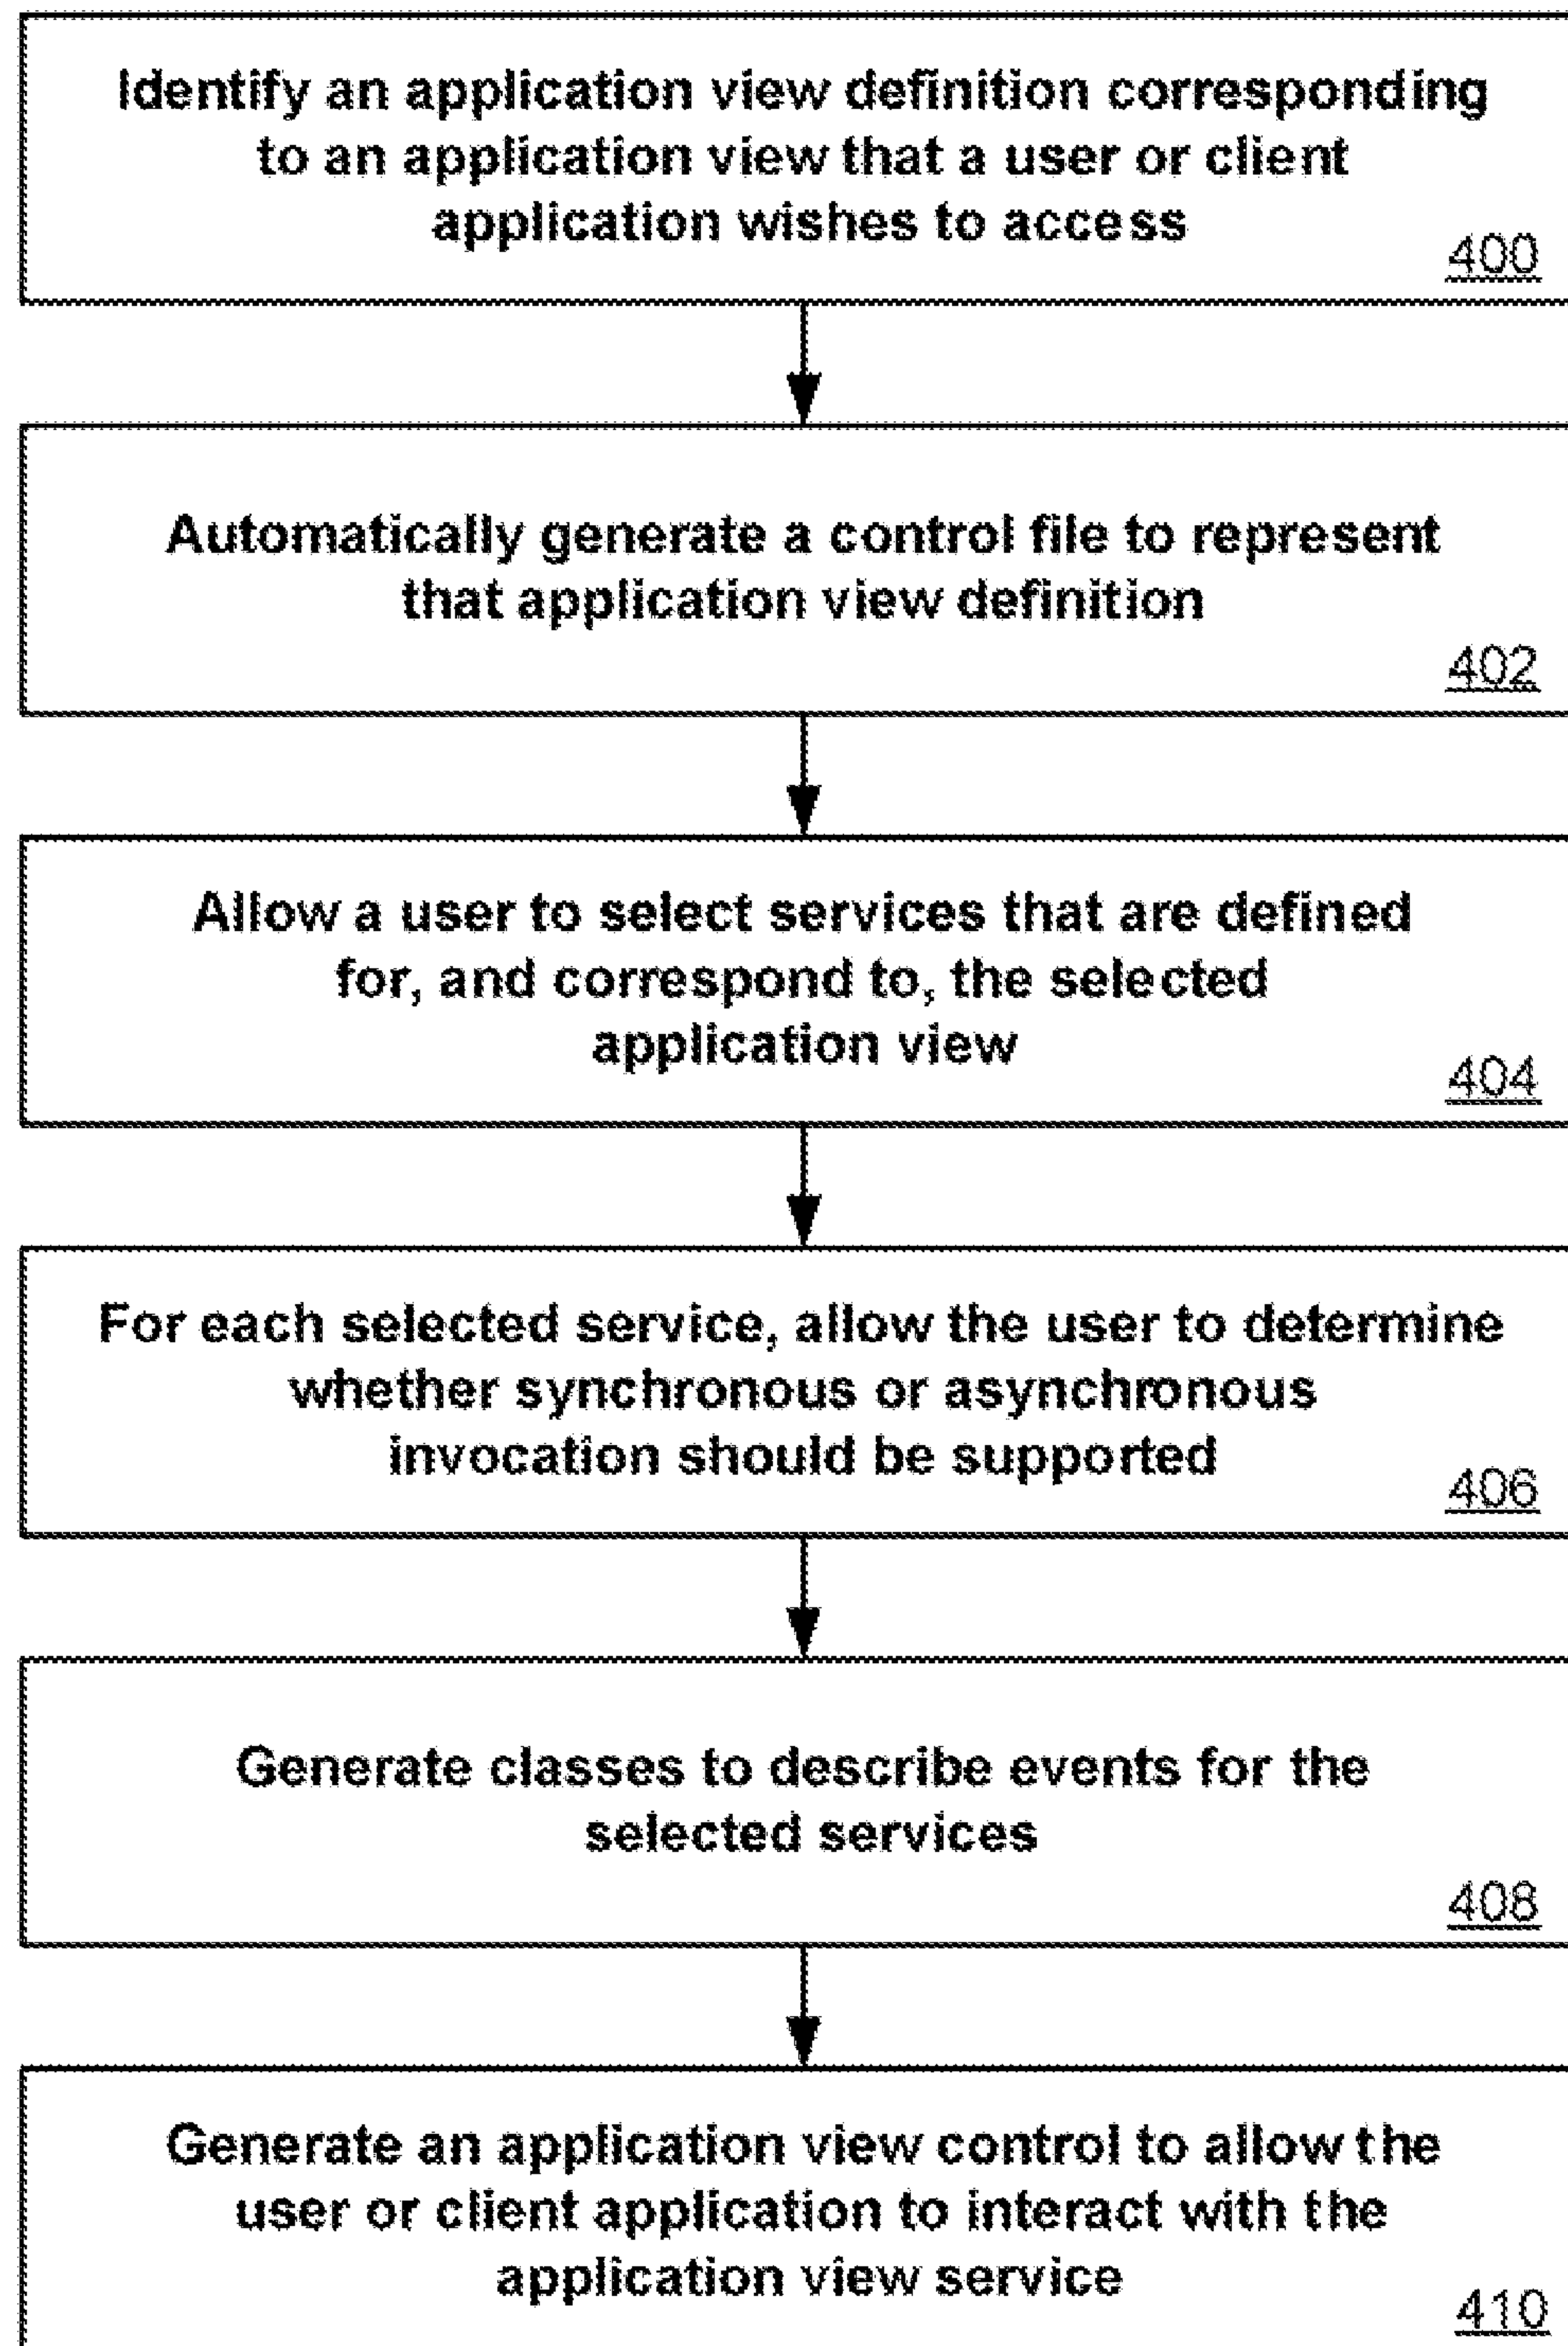 Identify an application view definition corresponding
to an application view that a user or client
application wishes to access
400
Automatically generate a control file to represent
that application view definition
402
Allow a user to select services that are defined
for, and correspond to, the selected
application view
404
For each selected service, allow the user to determine
whether synchronous or asynchronous
invocation should be supported
406
Generate classes to describe events for the
selected services
408
Generate an application view control to allow the
user or client application to interact with the
application view service
410